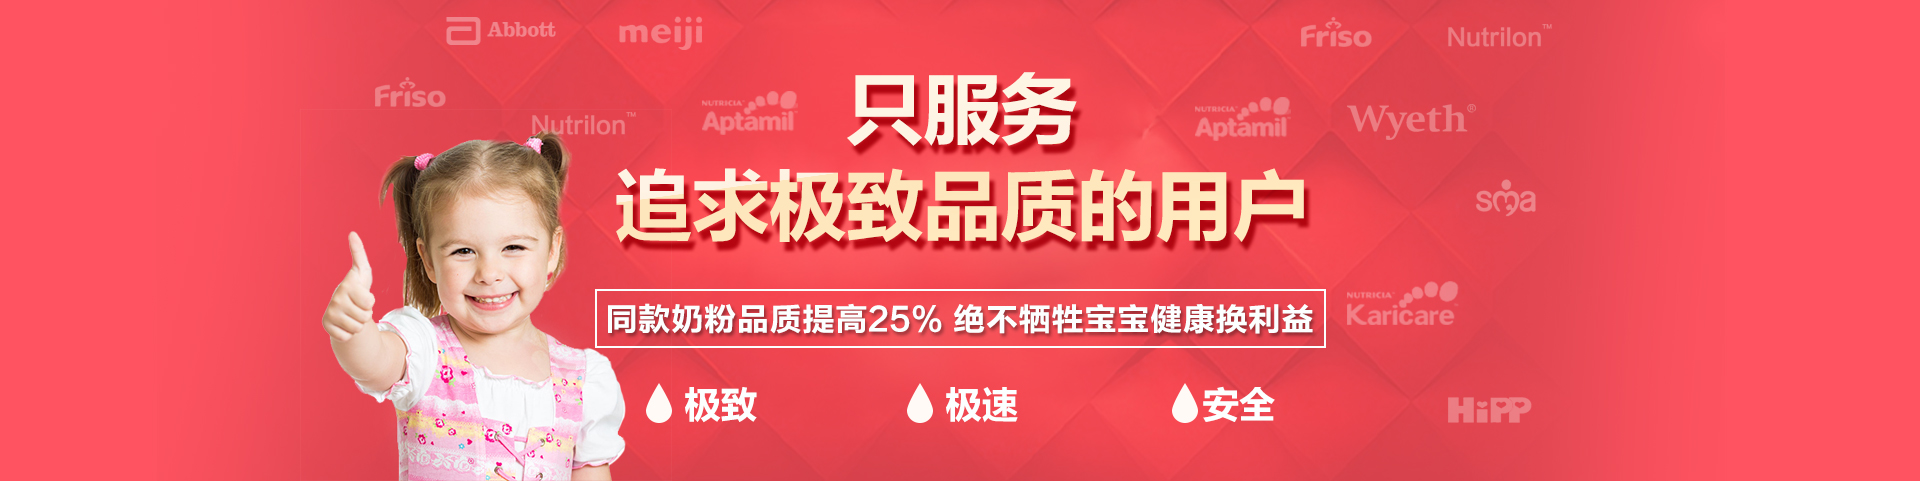 Abbott
meiji
Friso
Nutrilon™
Friso
Nutrilon™
NUTRICIA
Aptamil
NUTRICIA
Aptamil
Wyeth®
只服务
追求极致品质的用户
sma
同款奶粉品质提高25% 绝不牺牲宝宝健康换利益
NUTRICIA
Karicare
极致
极速
安全
HiPP